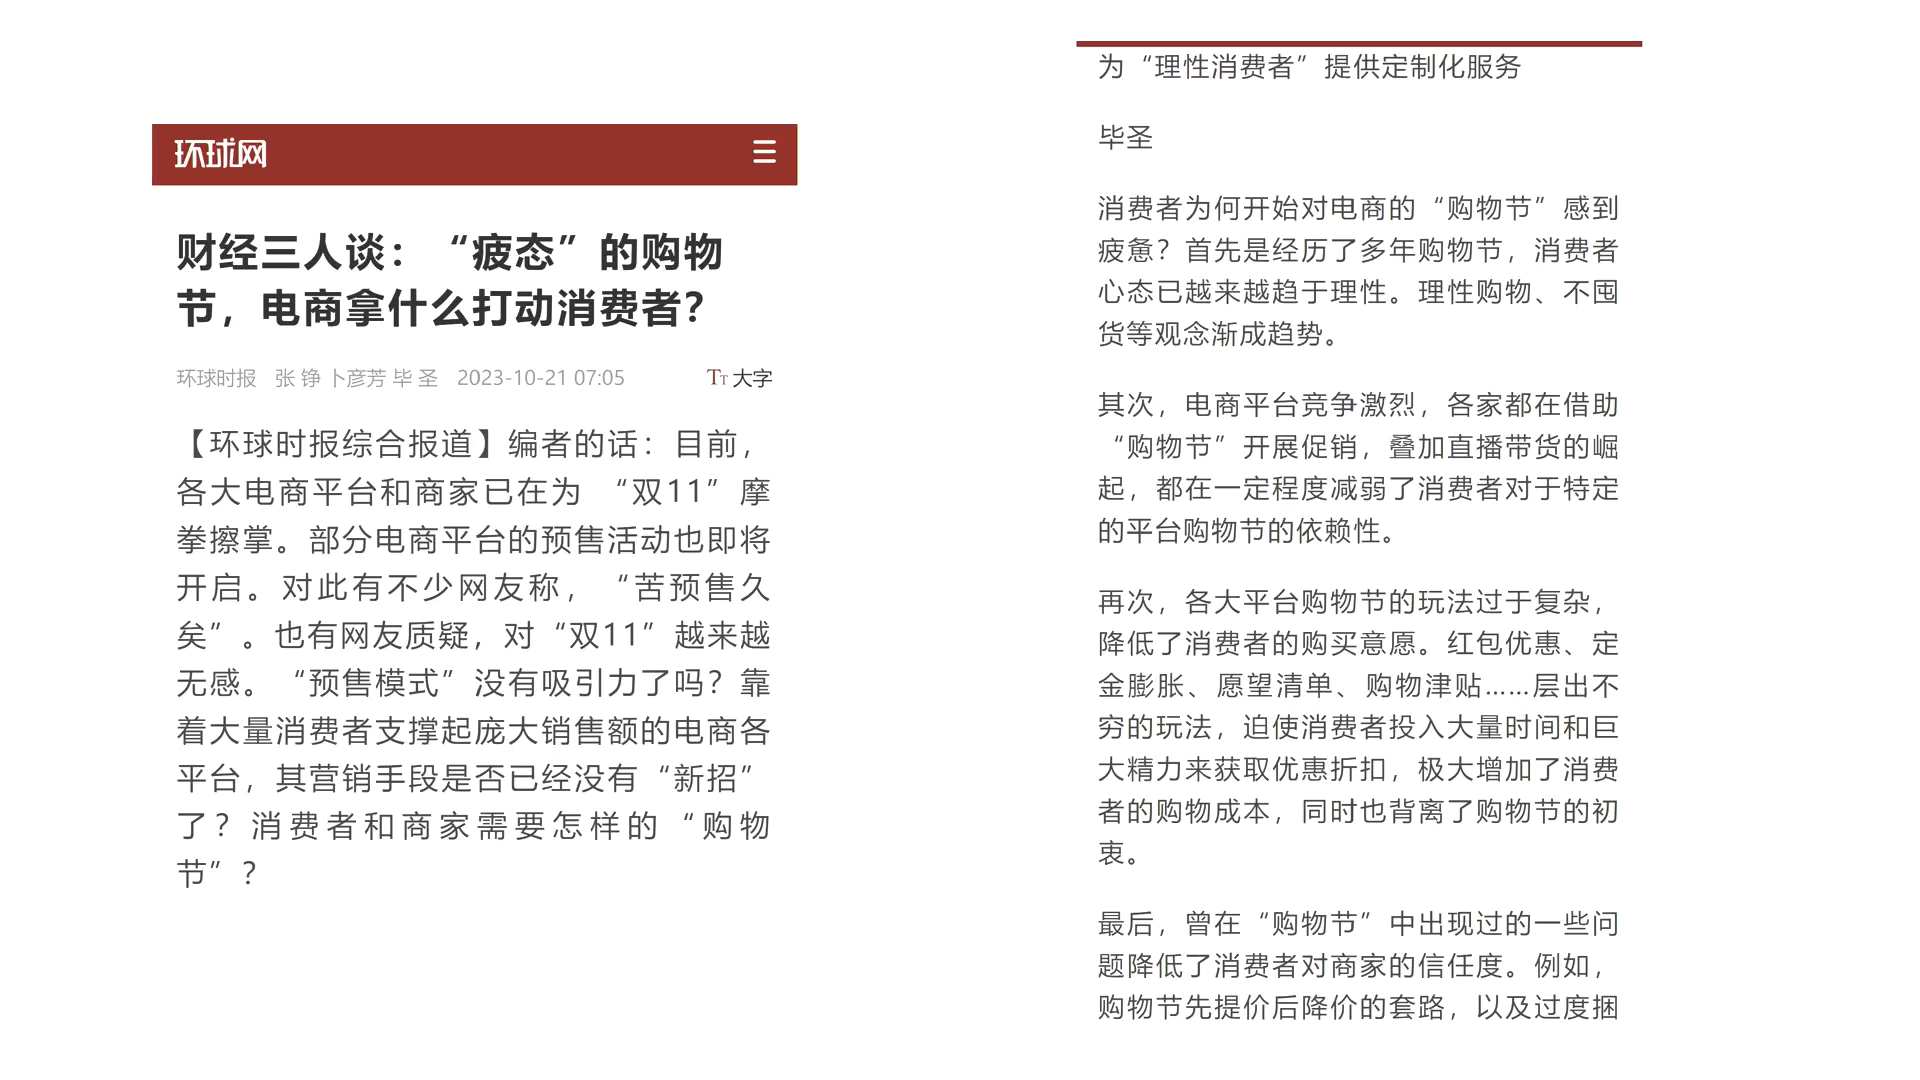 环球网
财经三人谈：“疲态”的购物
节，电商拿什么打动消费者？
环球时报 张 铮 卜彦芳 毕 圣 2023-10-21 07:05 TT 大字
【环球时报综合报道】编者的话：目前，
各大电商平台和商家已在为 “双11”摩
拳擦掌。部分电商平台的预售活动也即将
开启。对此有不少网友称，“苦预售久
矣”。也有网友质疑，对“双11”越来越
无感。“预售模式”没有吸引力了吗？靠
着大量消费者支撑起庞大销售额的电商各
平台，其营销手段是否已经没有“新招”
了？消费者和商家需要怎样的“购物
节”？
为“理性消费者”提供定制化服务
毕圣
消费者为何开始对电商的“购物节”感到
疲惫？首先是经历了多年购物节，消费者
心态已越来越趋于理性。理性购物、不囤
货等观念渐成趋势。
其次，电商平台竞争激烈，各家都在借助
“购物节”开展促销，叠加直播带货的崛
起，都在一定程度减弱了消费者对于特定
的平台购物节的依赖性。
再次，各大平台购物节的玩法过于复杂，
降低了消费者的购买意愿。红包优惠、定
金膨胀、愿望清单、购物津贴……层出不
穷的玩法，迫使消费者投入大量时间和巨
大精力来获取优惠折扣，极大增加了消费
者的购物成本，同时也背离了购物节的初
衷。
最后，曾在“购物节”中出现过的一些问
题降低了消费者对商家的信任度。例如，
购物节先提价后降价的套路，以及过度捆